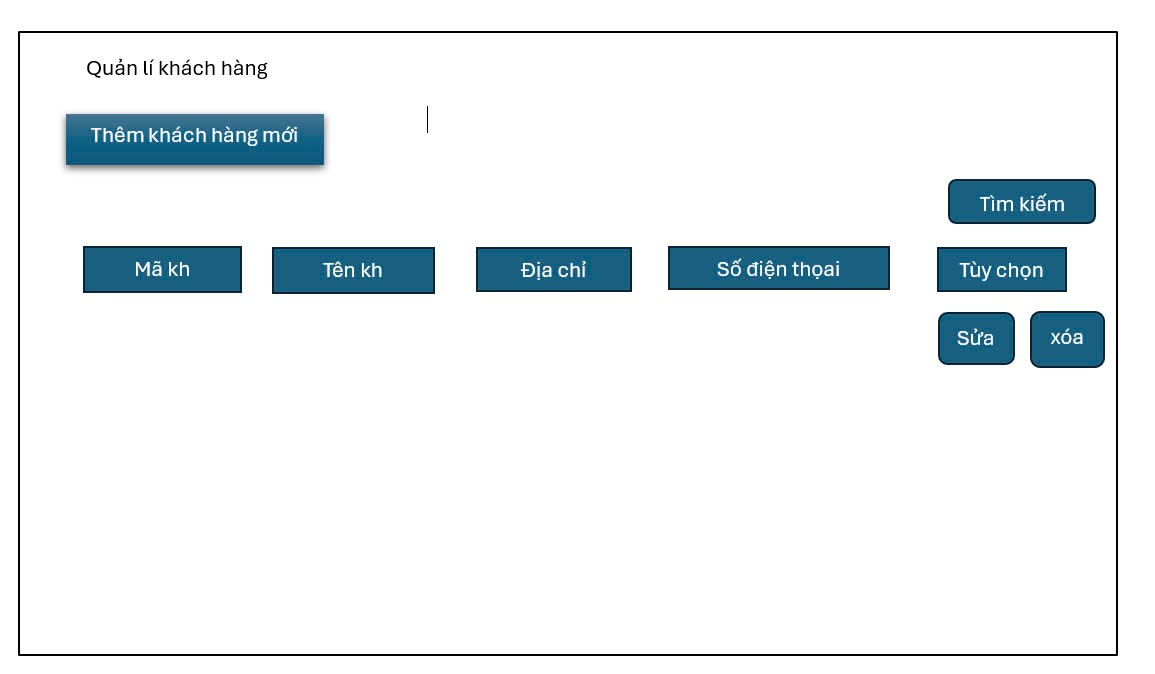 Quản lí khách hàng
Thêm khách hàng mới
Tìm kiếm
Mã kh
Tên kh
Địa chỉ
Số điện thọai
Tùy chọn
Sửa
xóa